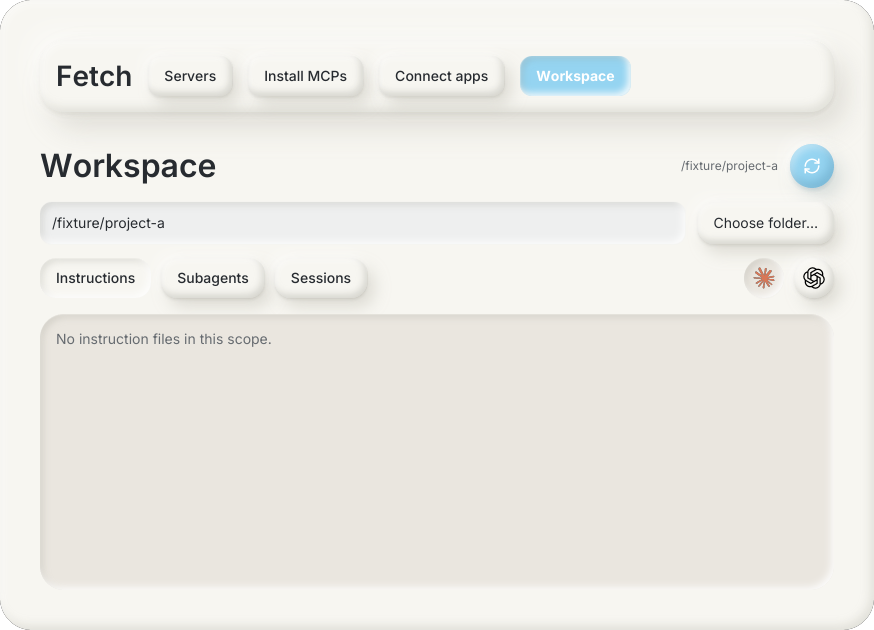 Fetch
Servers
Install MCPs
Connect apps
Workspace
Workspace
/fixture/project-a
/fixture/project-a
Choose folder...
Instructions
Subagents
Sessions
No instruction files in this scope.